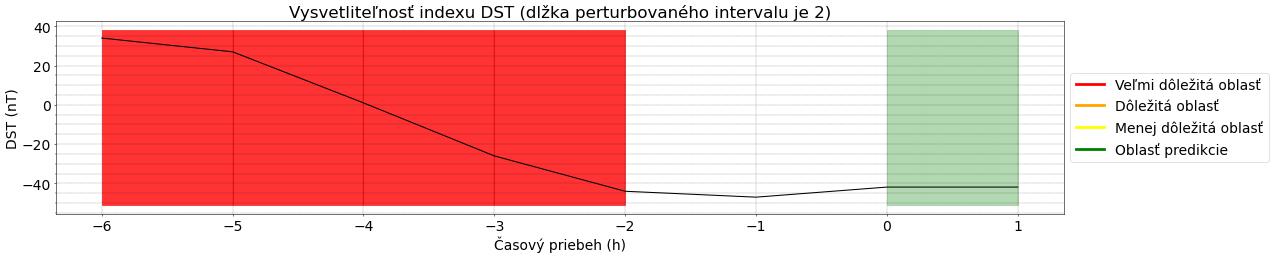 Vysvetliteľnosť indexu DST (dlžka perturbovaného intervalu je 2)
DST (nT)
40
20
0
−20
−40
−6 −5 −4 −3 −2 −1 0 1
Časový priebeh (h)
Veľmi dôležitá oblasť
Dôležitá oblasť
Menej dôležitá oblasť
Oblasť predikcie